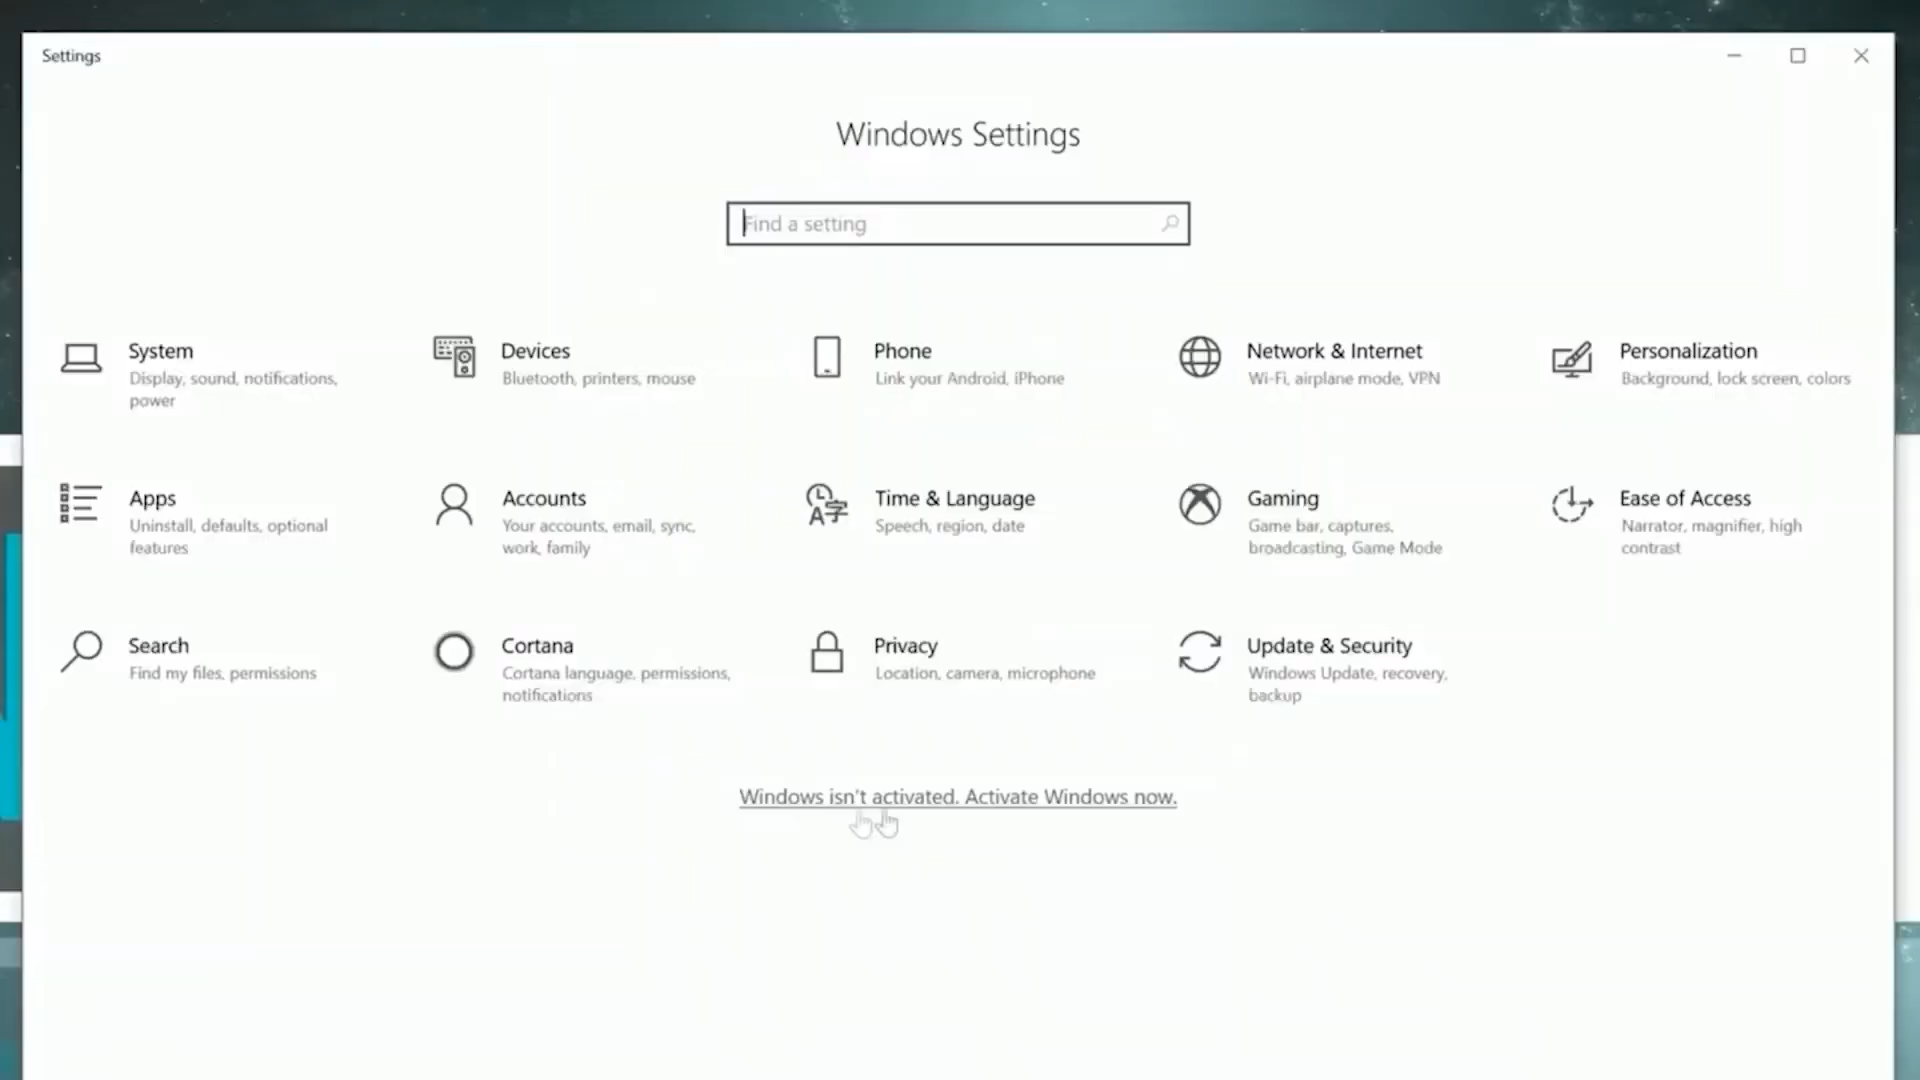 Settings
Windows Settings
Find a setting
System
Display, sound, notifications,
power
Devices
Bluetooth, printers, mouse
Phone
Link your Android, iPhone
Network & Internet
Wi-Fi, airplane mode, VPN
Personalization
Background, lock screen, colors
Apps
Uninstall, defaults, optional
features
Accounts
Your accounts, email, sync,
work, family
Time & Language
Speech, region, date
Gaming
Game bar, captures,
broadcasting, Game Mode
Ease of Access
Narrator, magnifier, high
contrast
Search
Find my files, permissions
Cortana
Cortana language, permissions,
notifications
Privacy
Location, camera, microphone
Update & Security
Windows Update, recovery,
backup
Windows isn't activated. Activate Windows now.